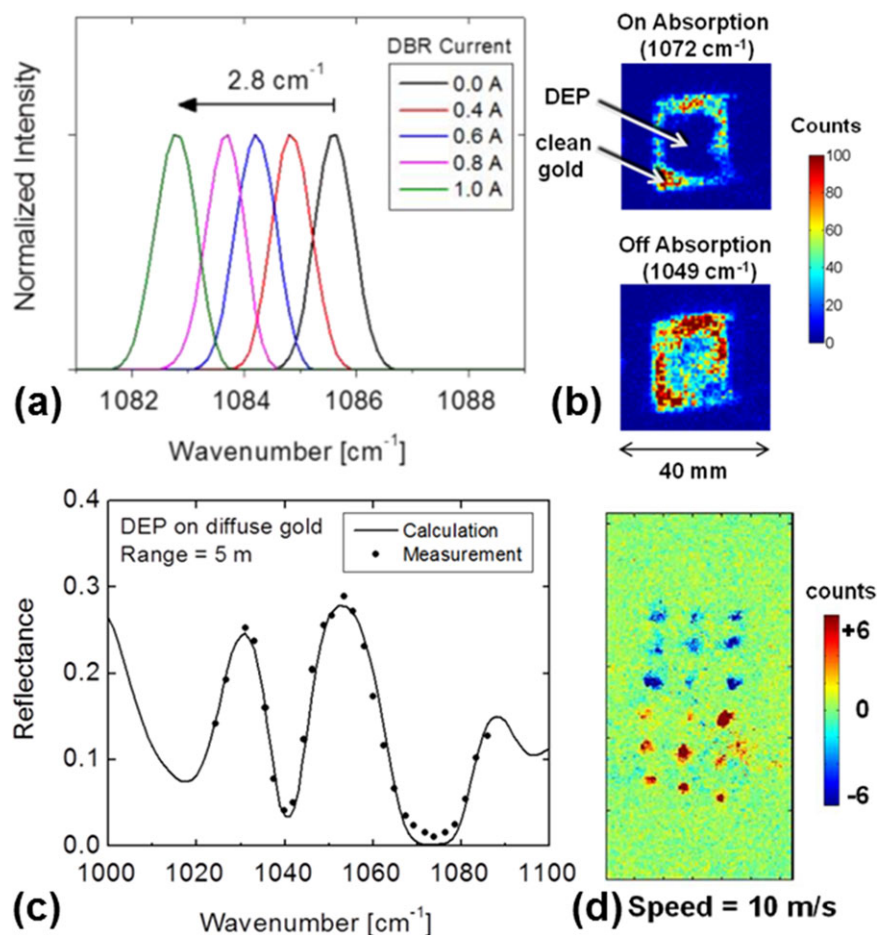 (a)
Normalized Intensity
2.8 cm⁻¹
DBR Current
0.0 A
0.4 A
0.6 A
0.8 A
1.0 A
1082
1084
1086
1088
Wavenumber [cm⁻¹]
(b)
On Absorption
(1072 cm⁻¹)
DEP
clean
gold
Off Absorption
(1049 cm⁻¹)
40 mm
Counts
100
80
60
40
20
0
(c)
DEP on diffuse gold
Range = 5 m
Calculation
Measurement
Reflectance
0.4
0.3
0.2
0.1
0.0
1000
1020
1040
1060
1080
1100
Wavenumber [cm⁻¹]
counts
+6
0
-6
(d) Speed = 10 m/s